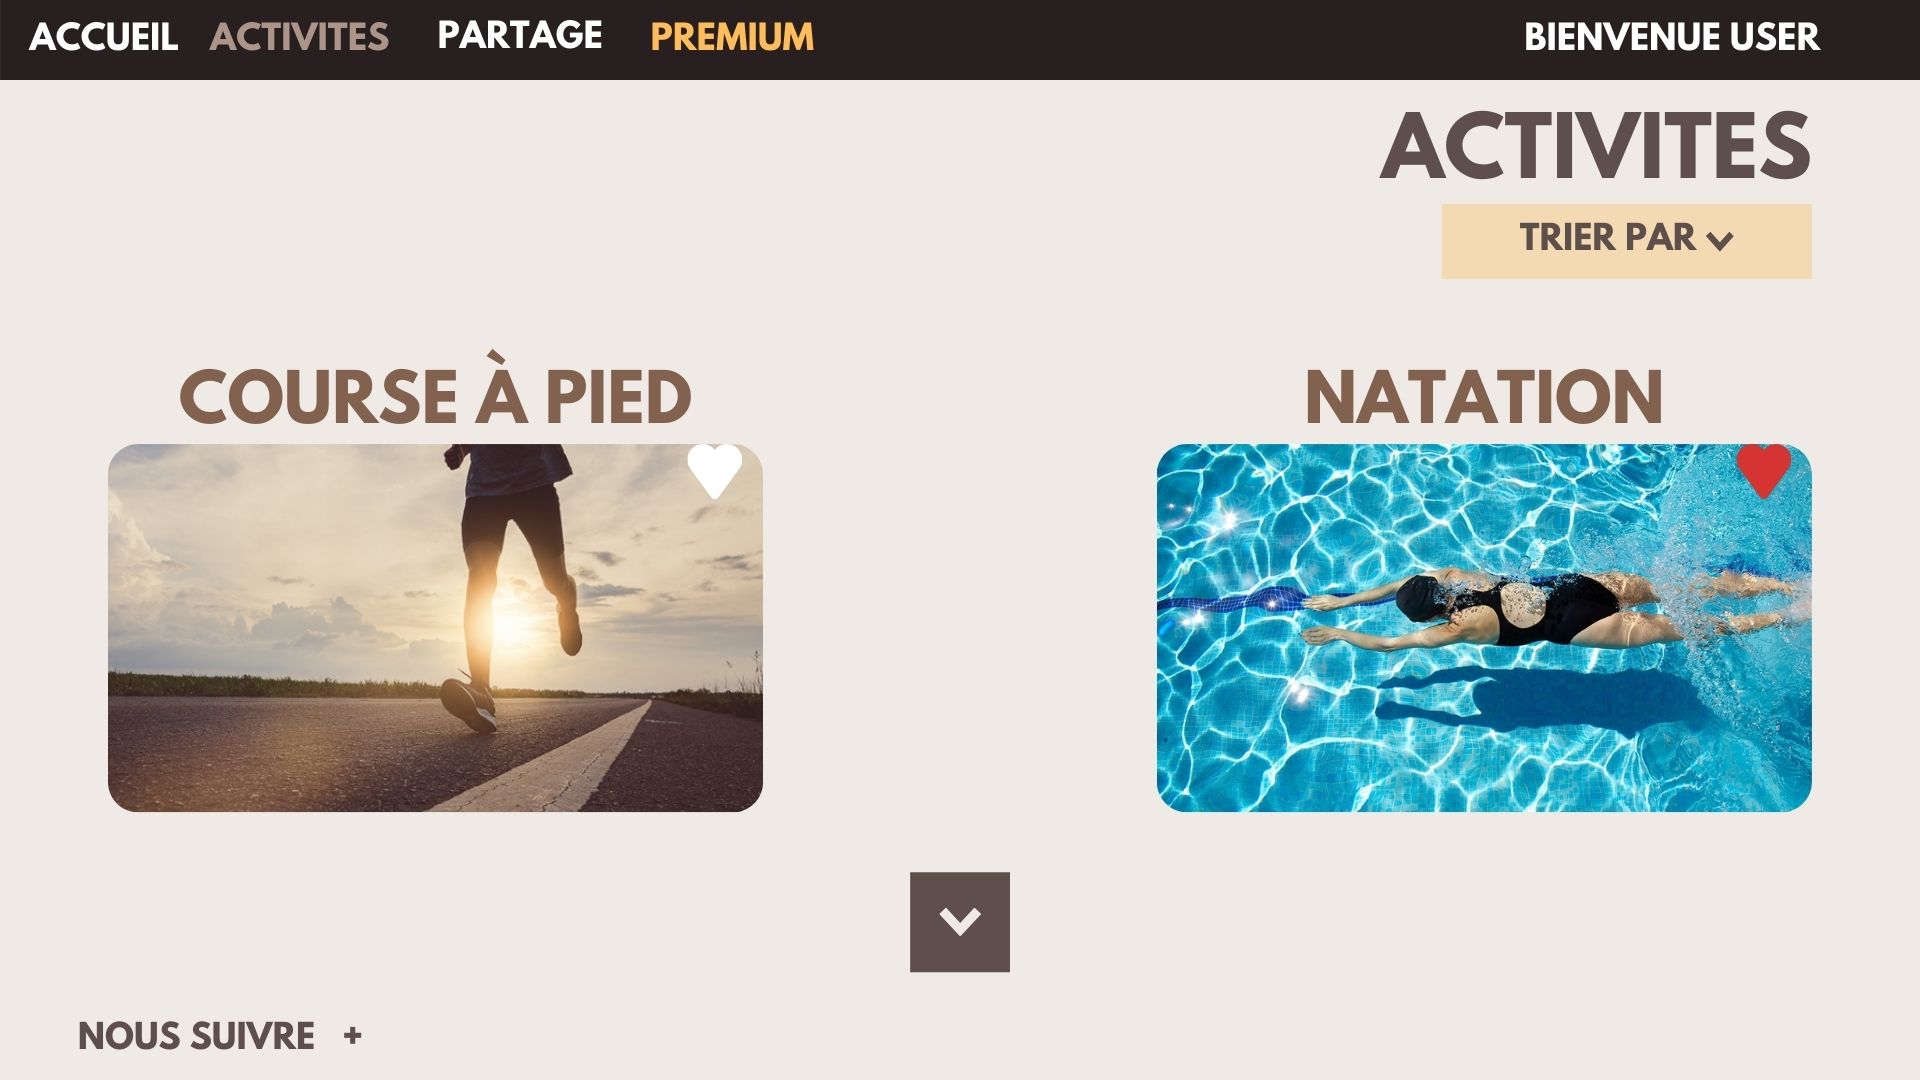 ACCUEIL ACTIVITES PARTAGE PREMIUM BIENVENUE USER
ACTIVITES
TRIER PAR
COURSE À PIED
NATATION
NOUS SUIVRE +